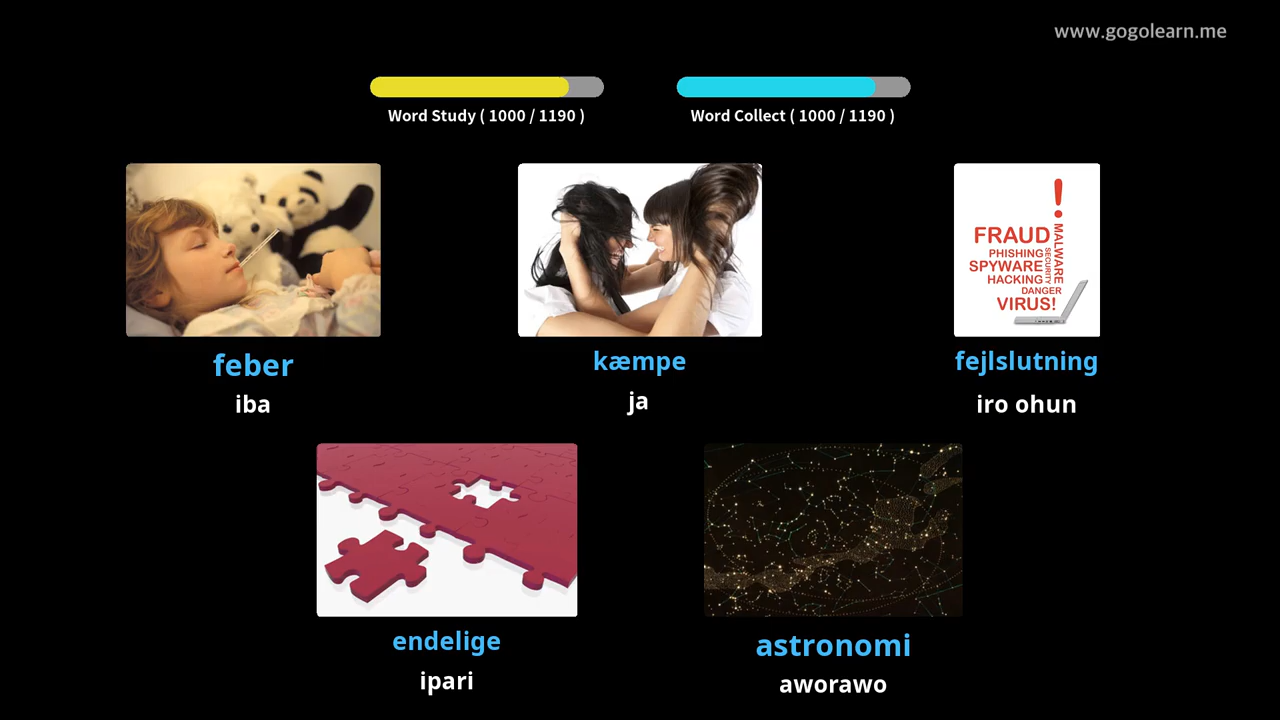 www.gogolearn.me
Word Study ( 1000 / 1190 )
Word Collect ( 1000 / 1190 )
!
FRAUD
PHISHING
SPYWARE
HACKING
DANGER
VIRUS!
MALWARE
SECURITY
feber
iba
kæmpe
ja
fejlslutning
iro ohun
endelige
ipari
astronomi
aworawo